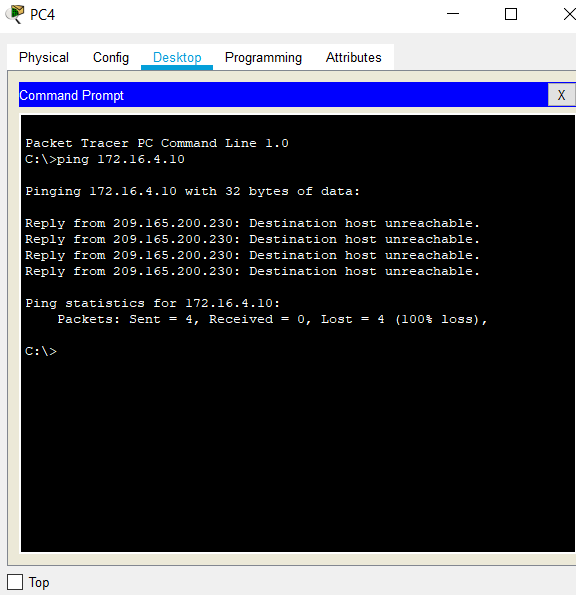 PC4
Physical Config Desktop Programming Attributes
Command Prompt X
Packet Tracer PC Command Line 1.0
C:\>ping 172.16.4.10
Pinging 172.16.4.10 with 32 bytes of data:
Reply from 209.165.200.230: Destination host unreachable.
Reply from 209.165.200.230: Destination host unreachable.
Reply from 209.165.200.230: Destination host unreachable.
Reply from 209.165.200.230: Destination host unreachable.
Ping statistics for 172.16.4.10:
    Packets: Sent = 4, Received = 0, Lost = 4 (100% loss),
C:\>
Top